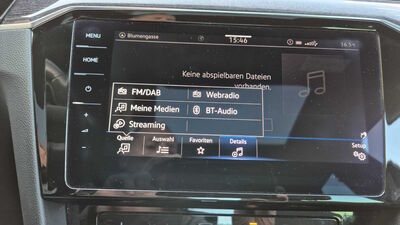 MENU
HOME
Blumengasse
15:46
16.5°C
Keine abspielbaren Dateien
vorhanden.
FM/DAB
Webradio
Meine Medien
BT-Audio
Streaming
Quelle
Auswahl
Favoriten
Details
Setup